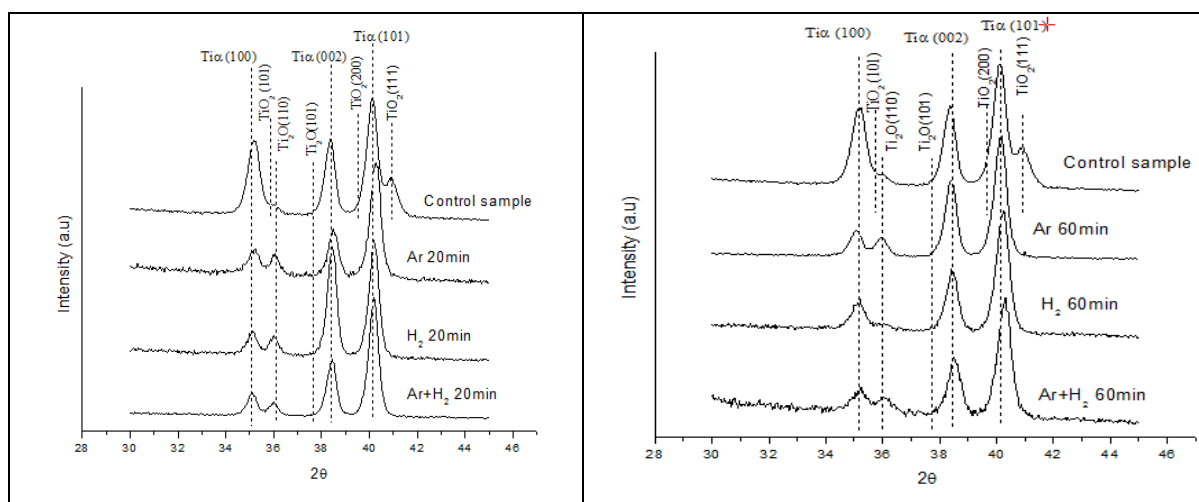 Tiα (101)
Tiα (100)
Tiα (002)
TiO2 (101)
Ti2O(110)
Ti2O(101)
TiO2(200)
TiO2(111)
Control sample
Ar 20min
H2 20min
Ar+H2 20min
Intensity (a.u)
28 30 32 34 36 38 40 42 44 46
2θ
Tiα (100)
Tiα (002)
Tiα (101)
TiO2 (101)
Ti2O(110)
Ti2O(101)
TiO2(200)
TiO2(111)
Control sample
Ar 60min
H2 60min
Ar+H2 60min
Intensity (a.u)
28 30 32 34 36 38 40 42 44 46
2θ